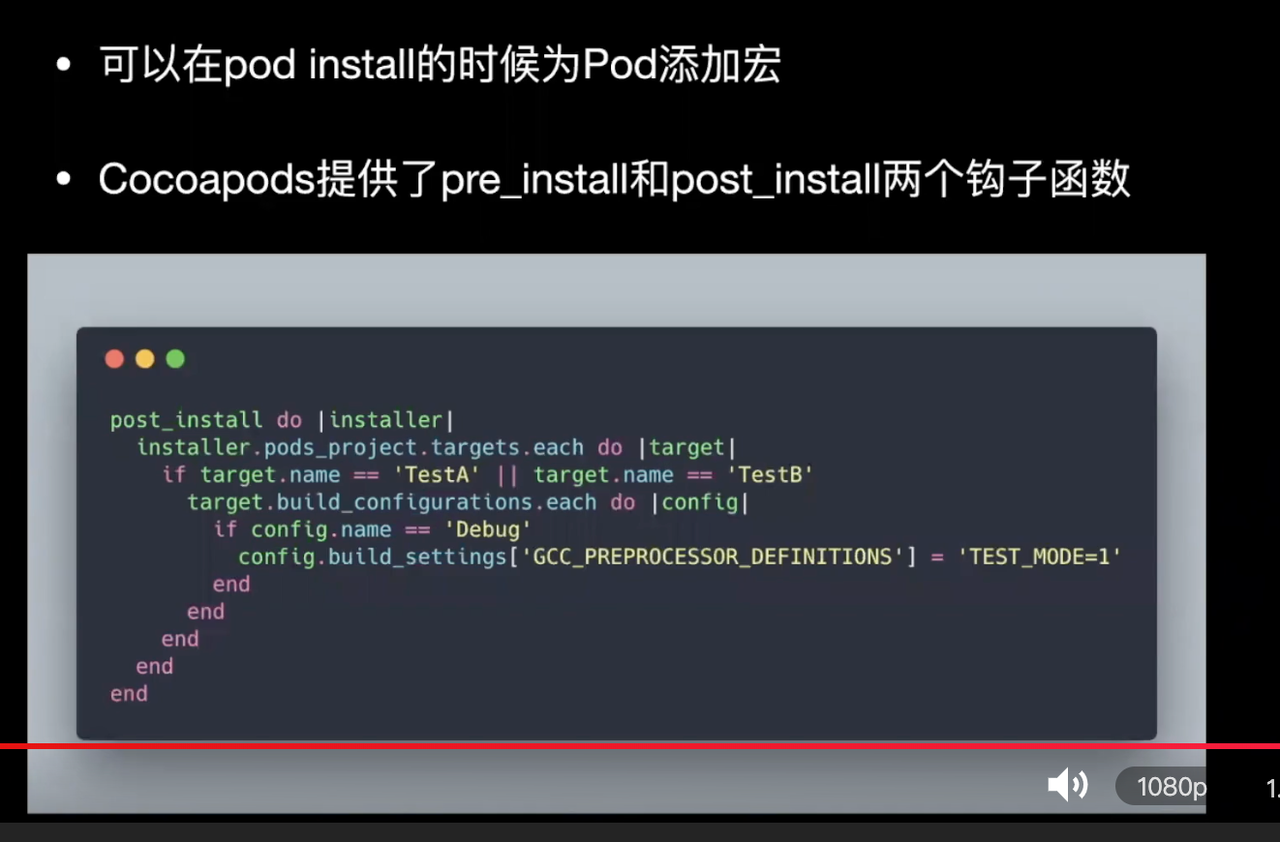 • 可以在pod install的时候为Pod添加宏
• Cocoapods提供了pre_install和post_install两个钩子函数
post_install do |installer|
  installer.pods_project.targets.each do |target|
    if target.name == 'TestA' || target.name == 'TestB'
      target.build_configurations.each do |config|
        if config.name == 'Debug'
          config.build_settings['GCC_PREPROCESSOR_DEFINITIONS'] = 'TEST_MODE=1'
        end
      end
    end
  end
end
1080p
1.